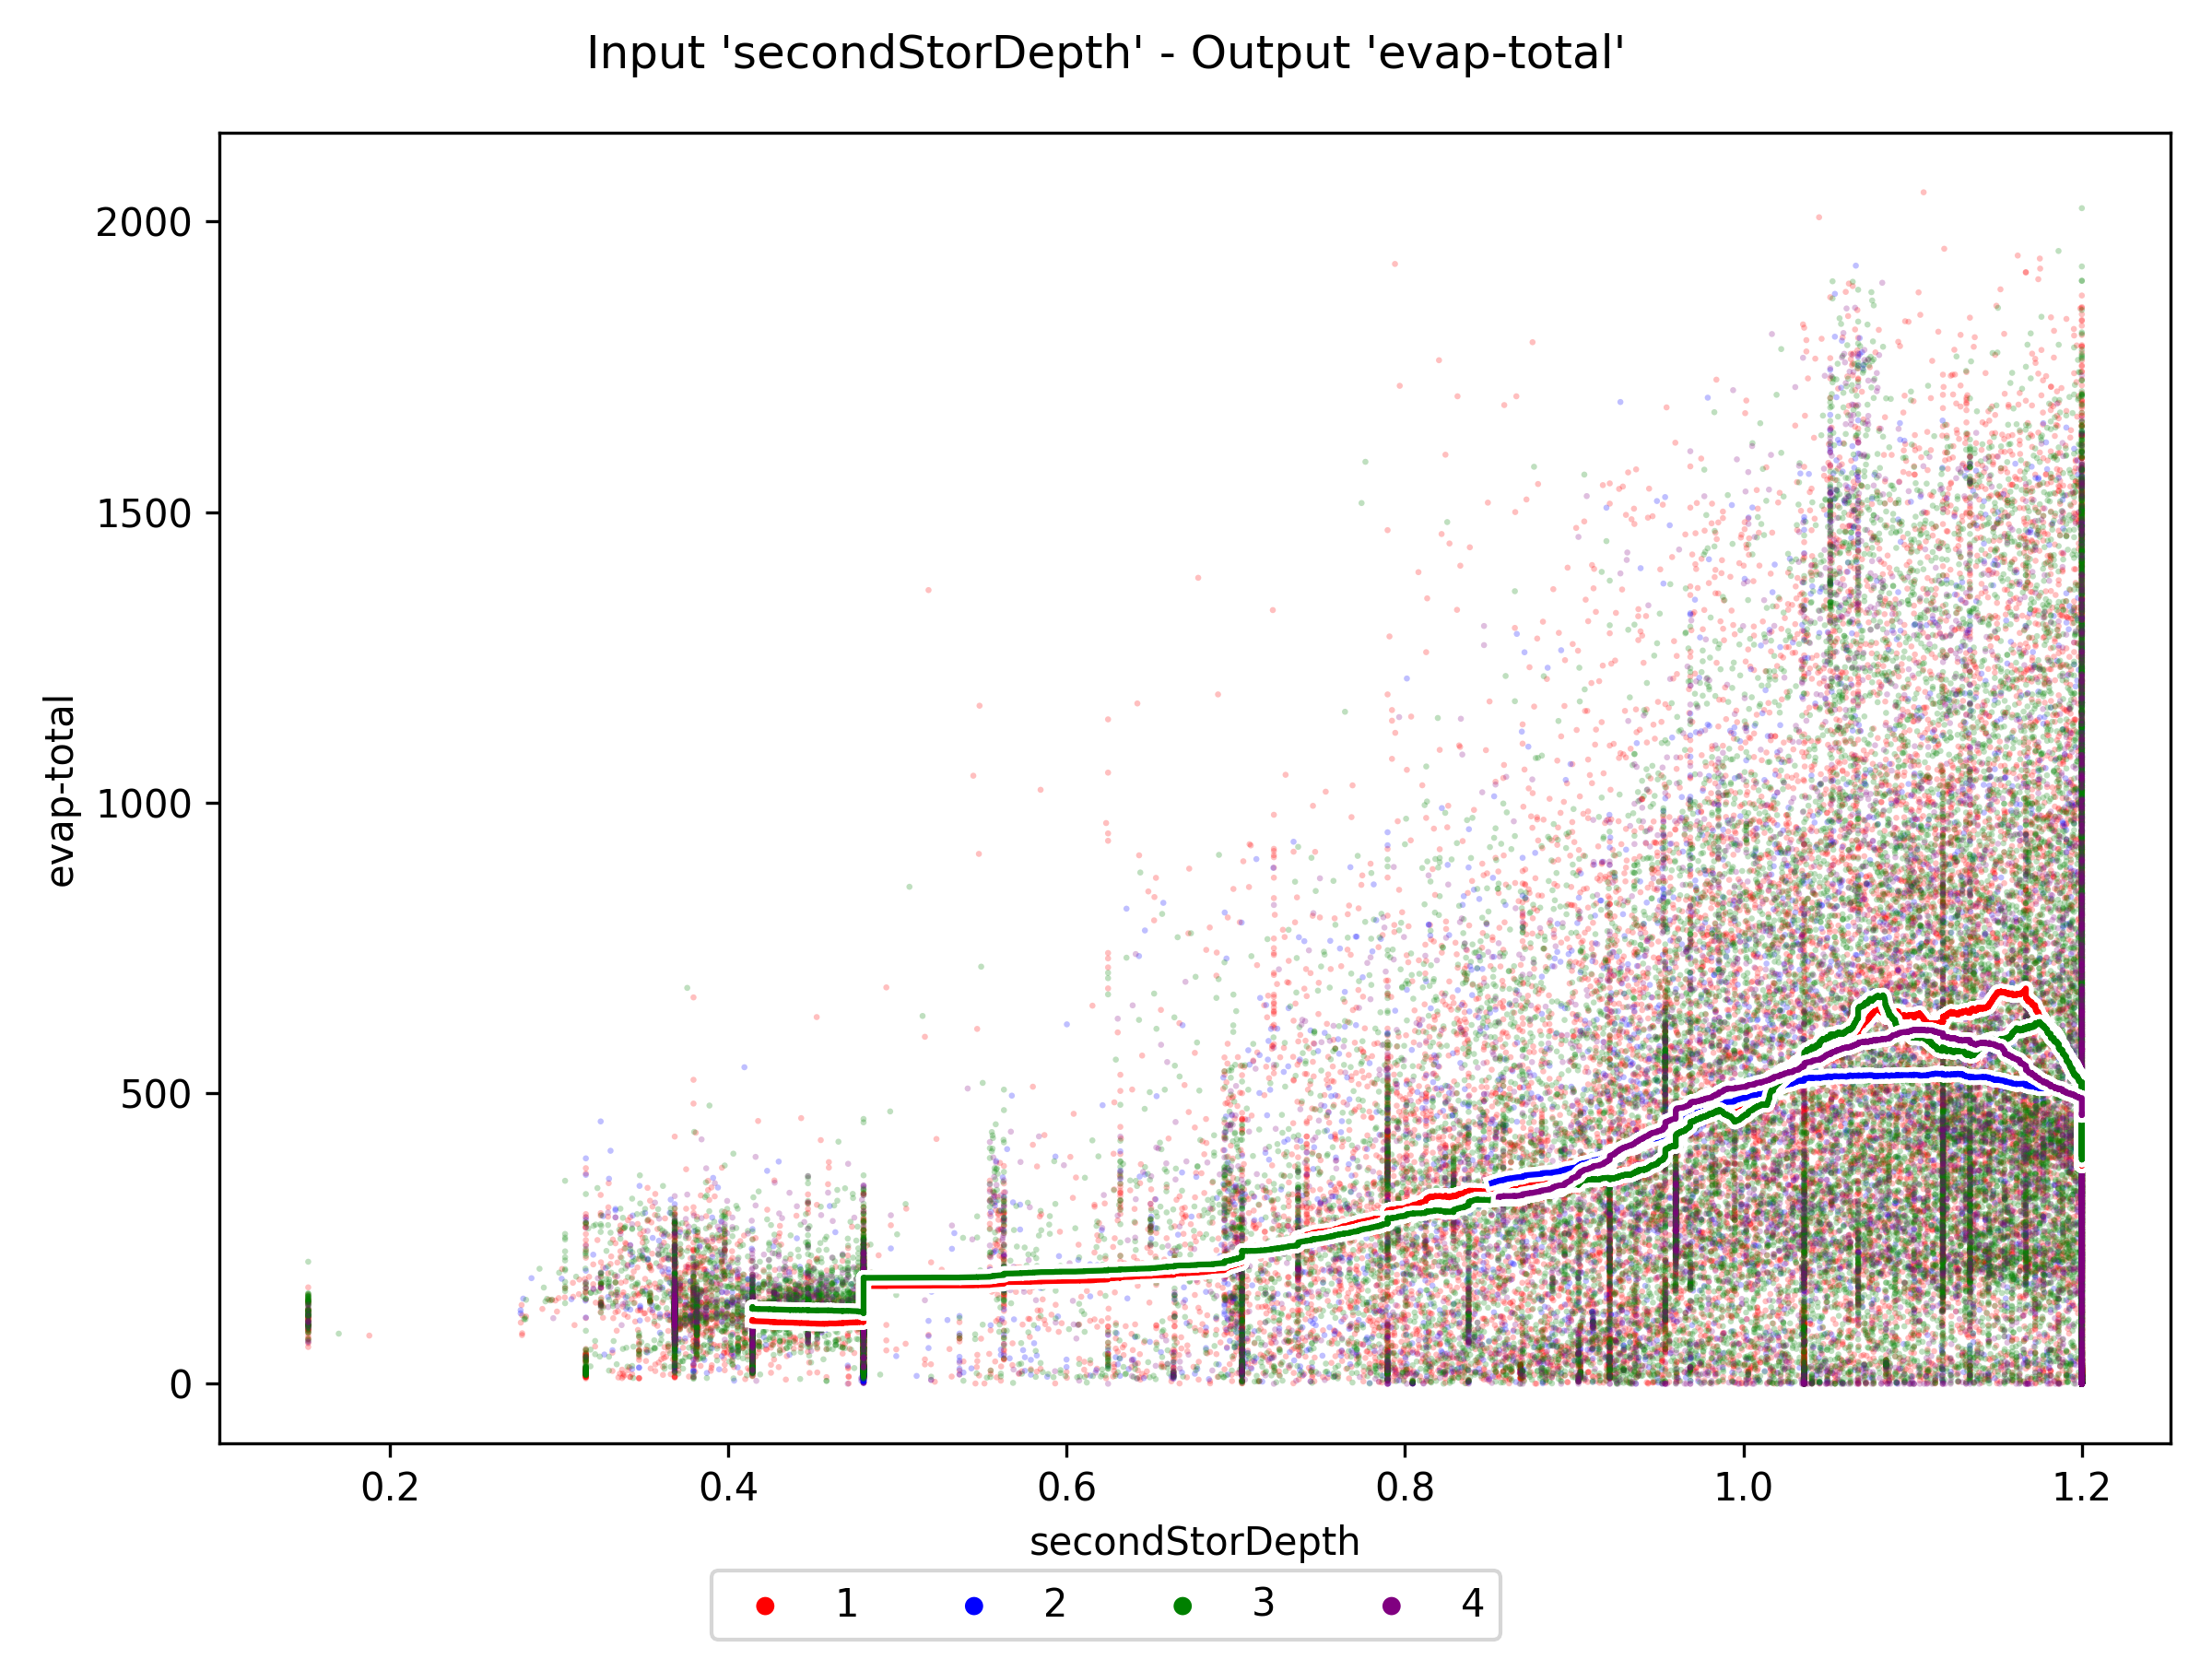 Input 'secondStorDepth' - Output 'evap-total'
2000
1500
1000
500
0
evap-total
0.2 0.4 0.6 0.8 1.0 1.2
secondStorDepth
1 2 3 4